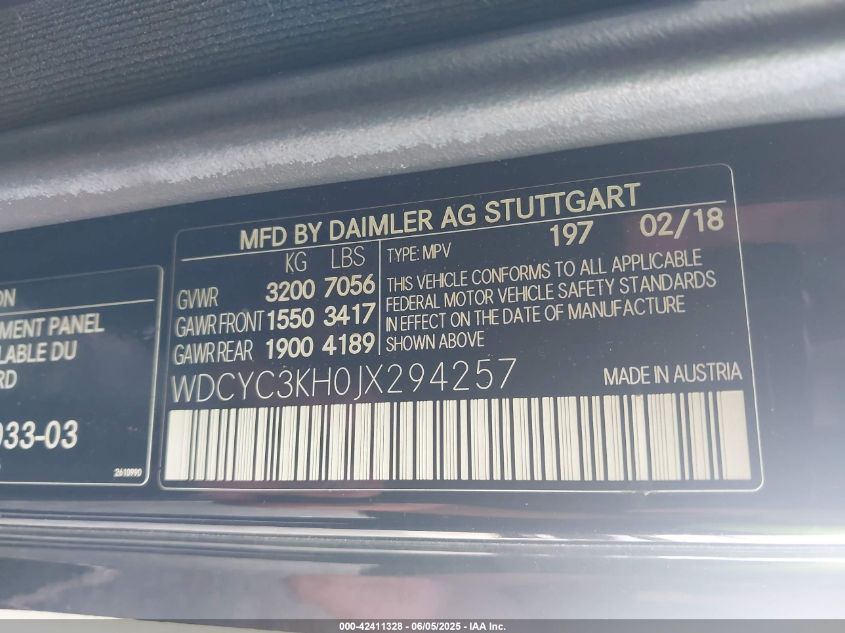 MFD BY DAIMLER AG STUTTGART
KG LBS
GVWR 3200 7056
GAWR FRONT 1550 3417
GAWR REAR 1900 4189
TYPE: MPV 197 02/18
THIS VEHICLE CONFORMS TO ALL APPLICABLE
FEDERAL MOTOR VEHICLE SAFETY STANDARDS
IN EFFECT ON THE DATE OF MANUFACTURE
SHOWN ABOVE
WDCYC3KH0JX294257 MADE IN AUSTRIA
ON
MENT PANEL
LABLE DU
RD
033-03
2610990
000-42411328 - 06/05/2025 - IAA Inc.